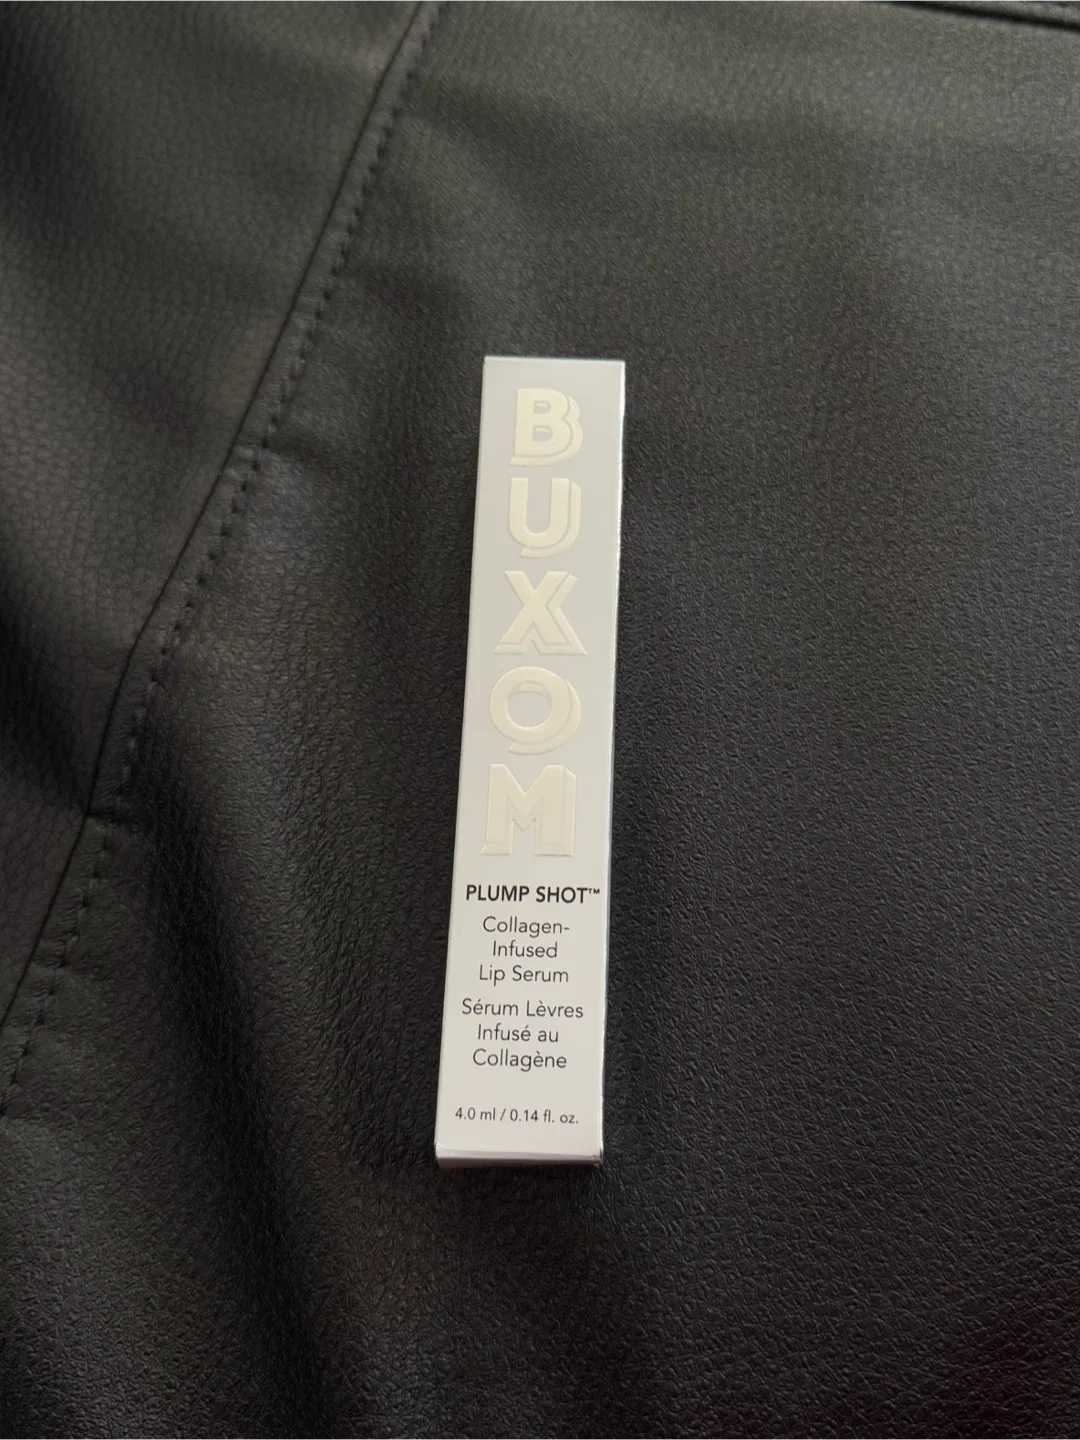 BUXOM
PLUMP SHOT™
Collagen-
Infused
Lip Serum
Sérum Lèvres
Infusé au
Collagène
4.0 ml / 0.14 fl. oz.